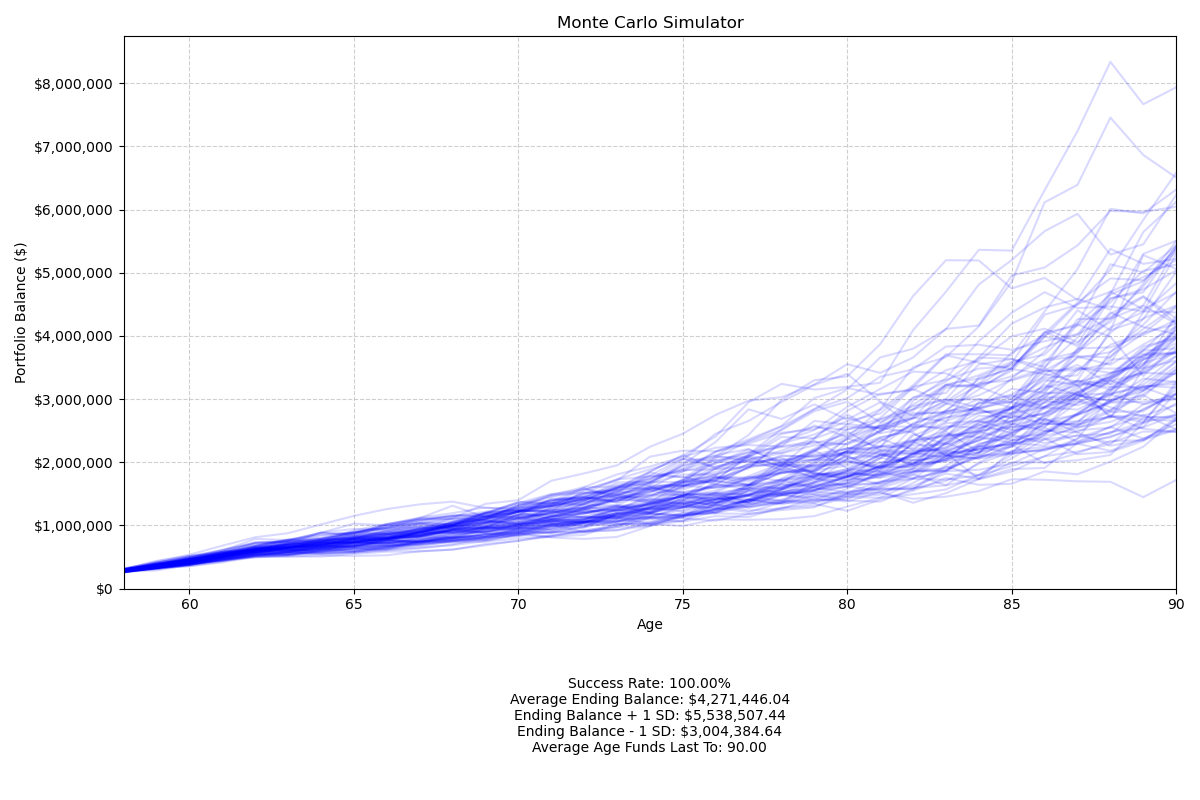 Monte Carlo Simulator
Portfolio Balance ($)
$8,000,000
$7,000,000
$6,000,000
$5,000,000
$4,000,000
$3,000,000
$2,000,000
$1,000,000
$0
60 65 70 75 80 85 90
Age
Success Rate: 100.00%
Average Ending Balance: $4,271,446.04
Ending Balance + 1 SD: $5,538,507.44
Ending Balance - 1 SD: $3,004,384.64
Average Age Funds Last To: 90.00